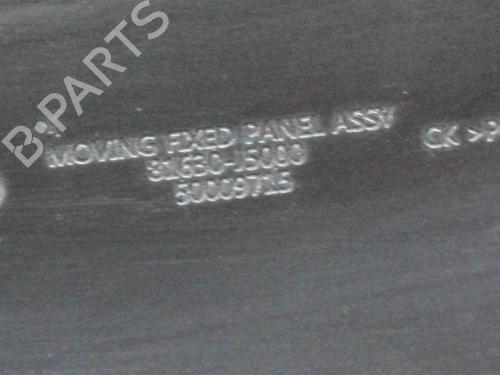 B-PARTS
MOVING FIXED PANEL ASSY
81630-J5000
CK >P
50009715